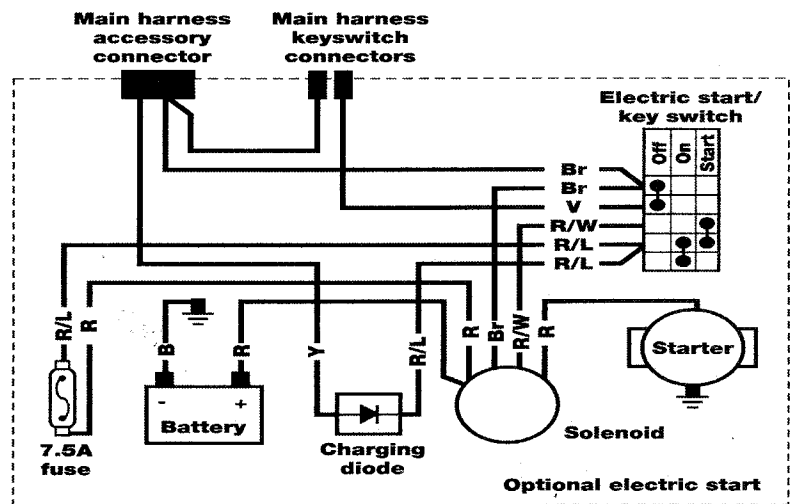 Main harness
accessory
connector
Main harness
keyswitch
connectors
Electric start/
key switch
Off
On
Start
Br
Br
V
R/W
R/L
R/L
R/L
R
B
R
Y
R/L
R
Br
R/W
R
Starter
- +
Battery
7.5A
fuse
Charging
diode
Solenoid
Optional electric start